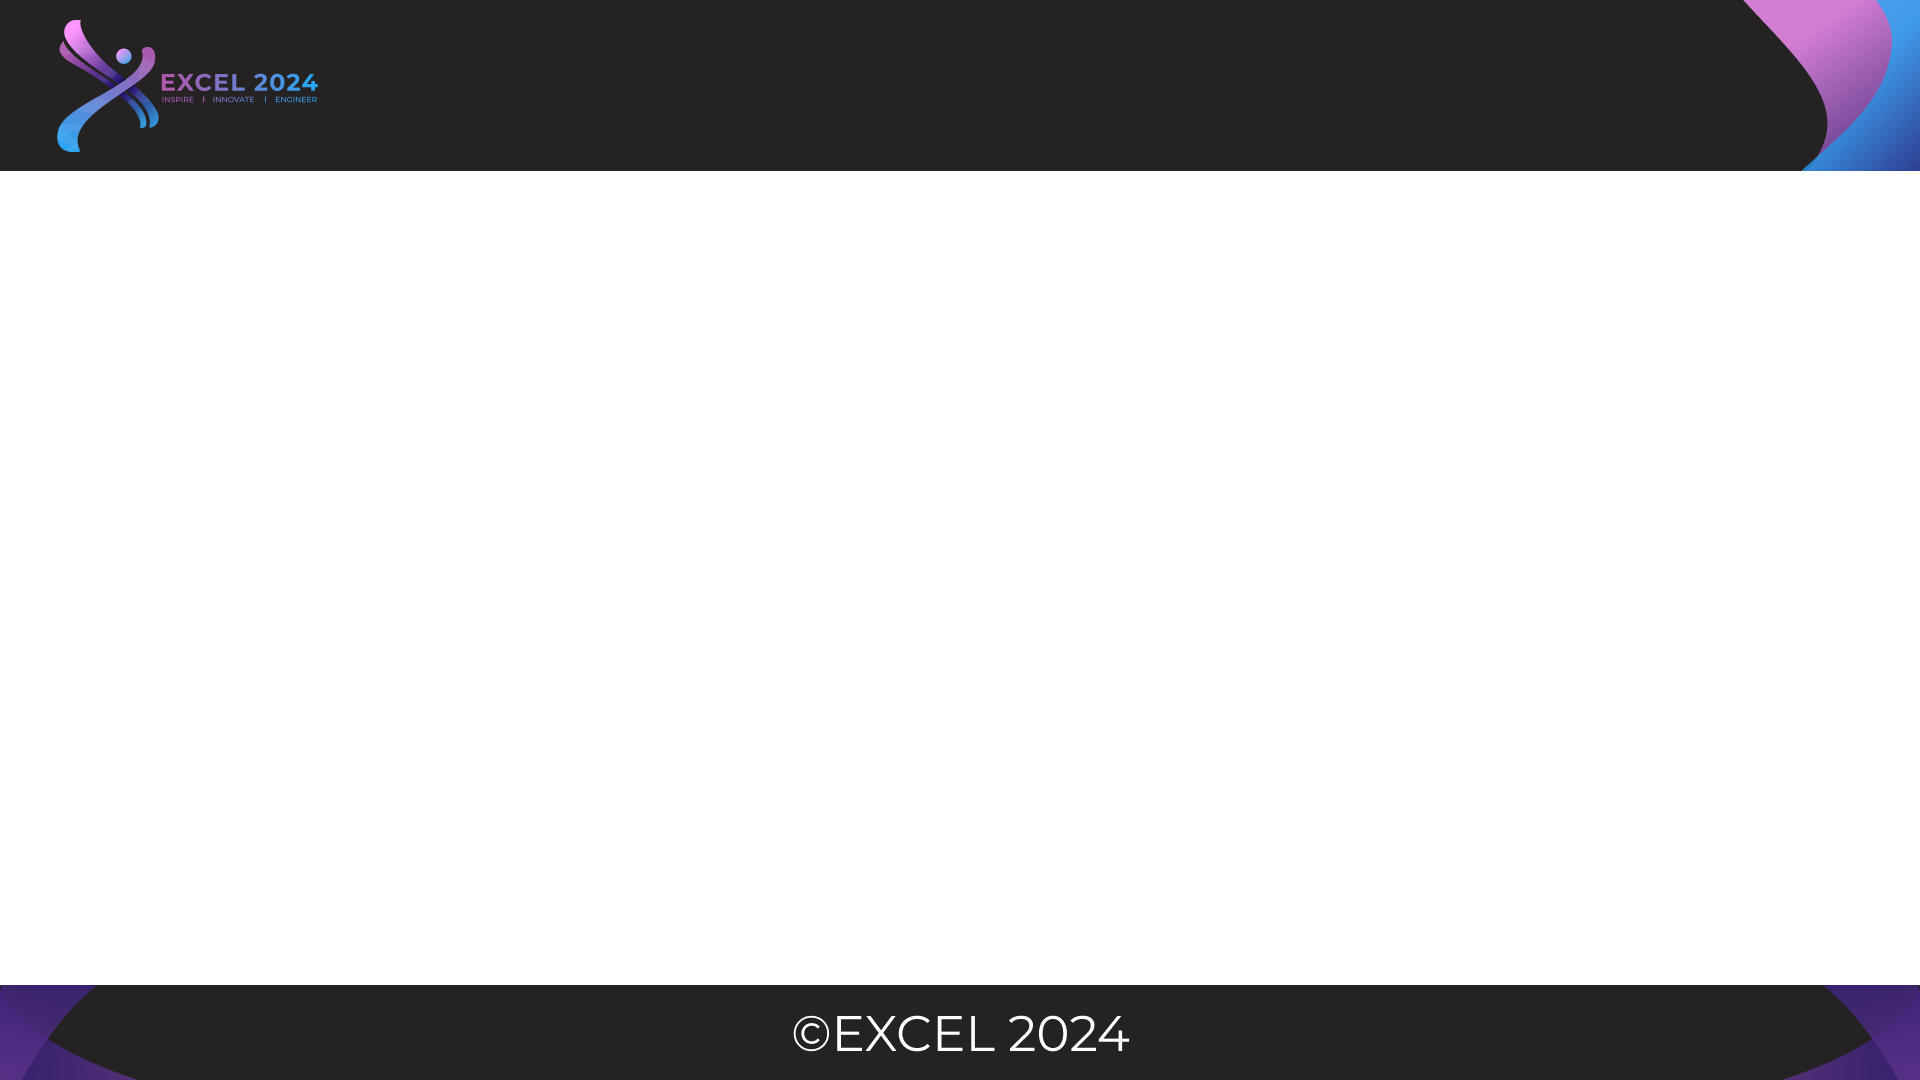 EXCEL 2024
INSPIRE | INNOVATE | ENGINEER
©EXCEL 2024